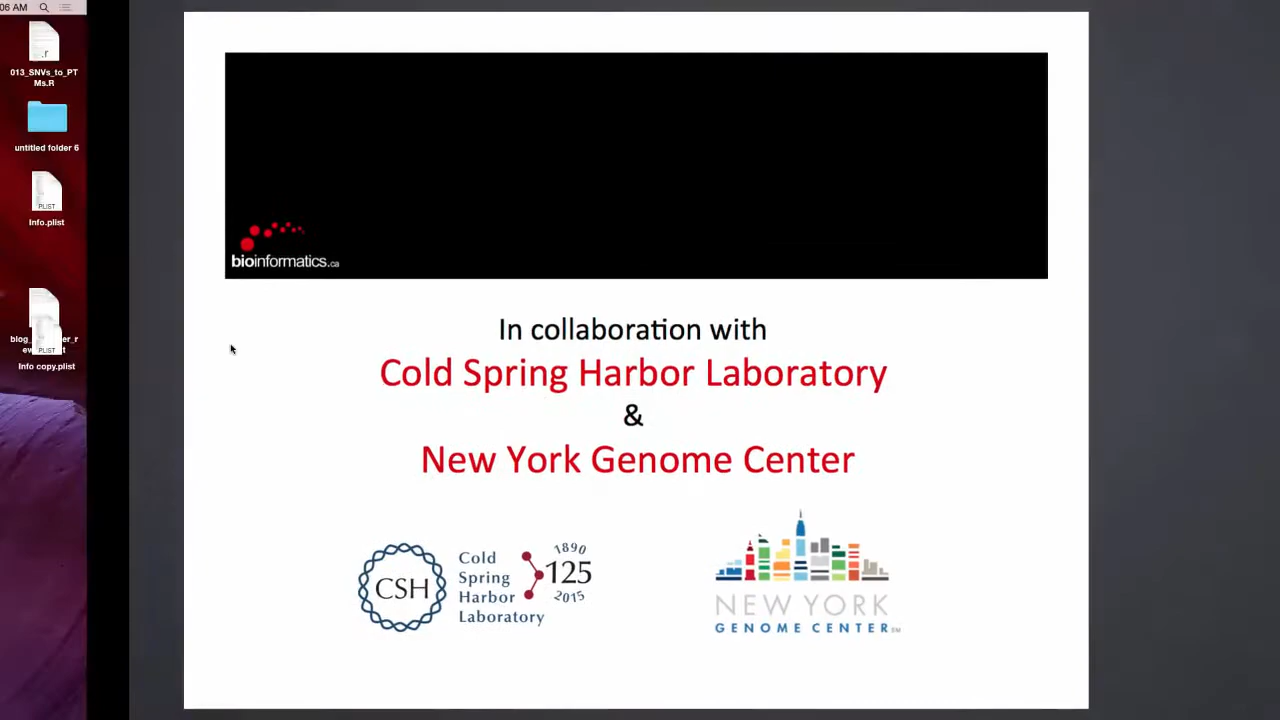 06 AM
.r
013_SNVs_to_PT
Ms.R
untitled folder 6
PLIST
Info.plist
PLIST
Info copy.plist
bioinformatics.ca
In collaboration with
Cold Spring Harbor Laboratory
&
New York Genome Center
CSH
Cold
Spring
Harbor
Laboratory
1890
125
2015
NEW YORK
GENOME CENTER